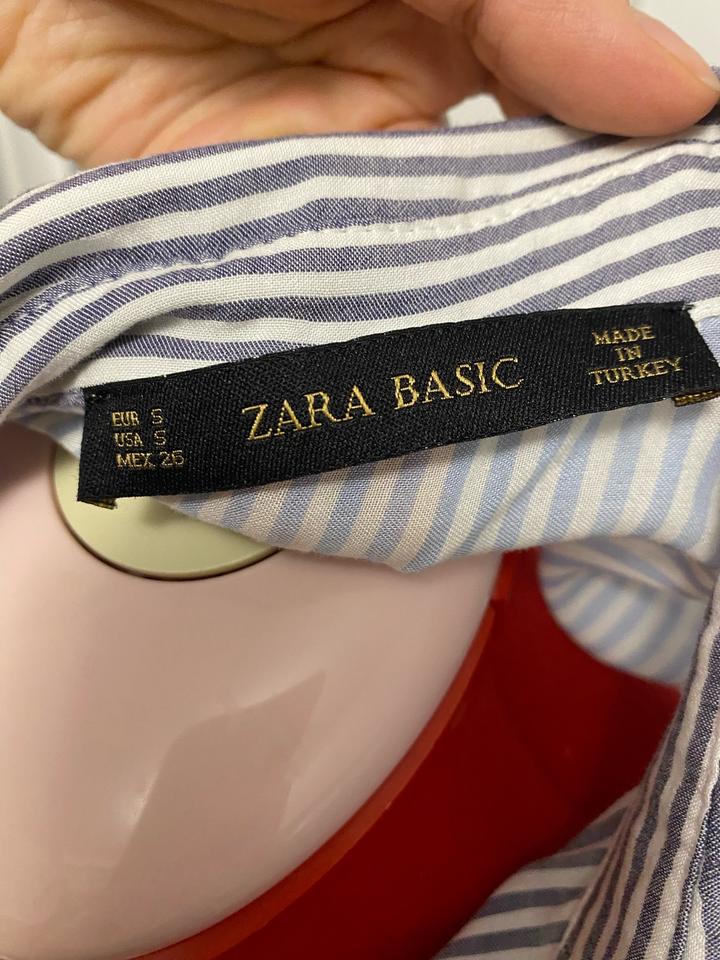 EUR S
USA S
MEX 26
ZARA BASIC
MADE
IN
TURKEY